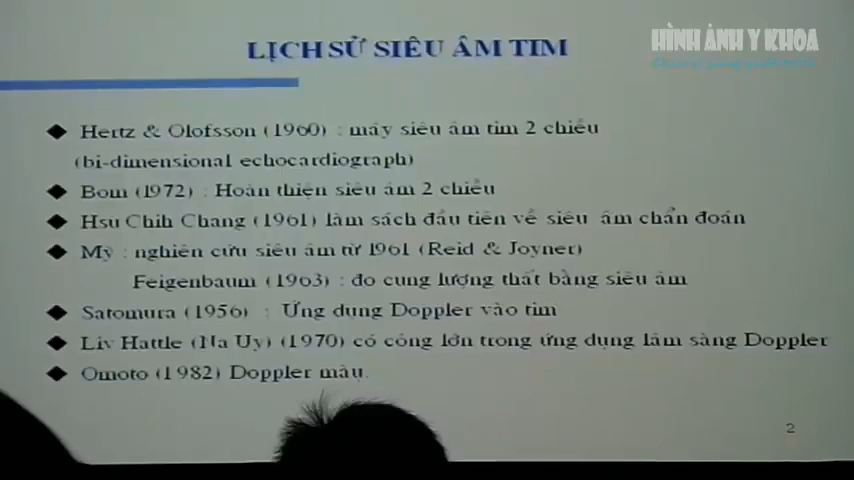 HÌNH ẢNH Y KHOA
LỊCH SỬ SIÊU ÂM TIM
Hertz & Olofsson (1960) : máy siêu âm tim 2 chiều
(bi-dimensional echocardiograph)
Bom (1972) : Hoàn thiện siêu âm 2 chiều
Hsu Chih Chang (1961) làm sách đầu tiên về siêu âm chẩn đoán
Mỹ : nghiên cứu siêu âm từ 1961 (Reid & Joyner)
Feigenbaum (1963) : đo cung lượng thất bằng siêu âm
Satomura (1956) : Ứng dụng Doppler vào tim
Liv Hattle (Na Uy) (1970) có công lớn trong ứng dụng lâm sàng Doppler
Omoto (1982) Doppler màu.
2